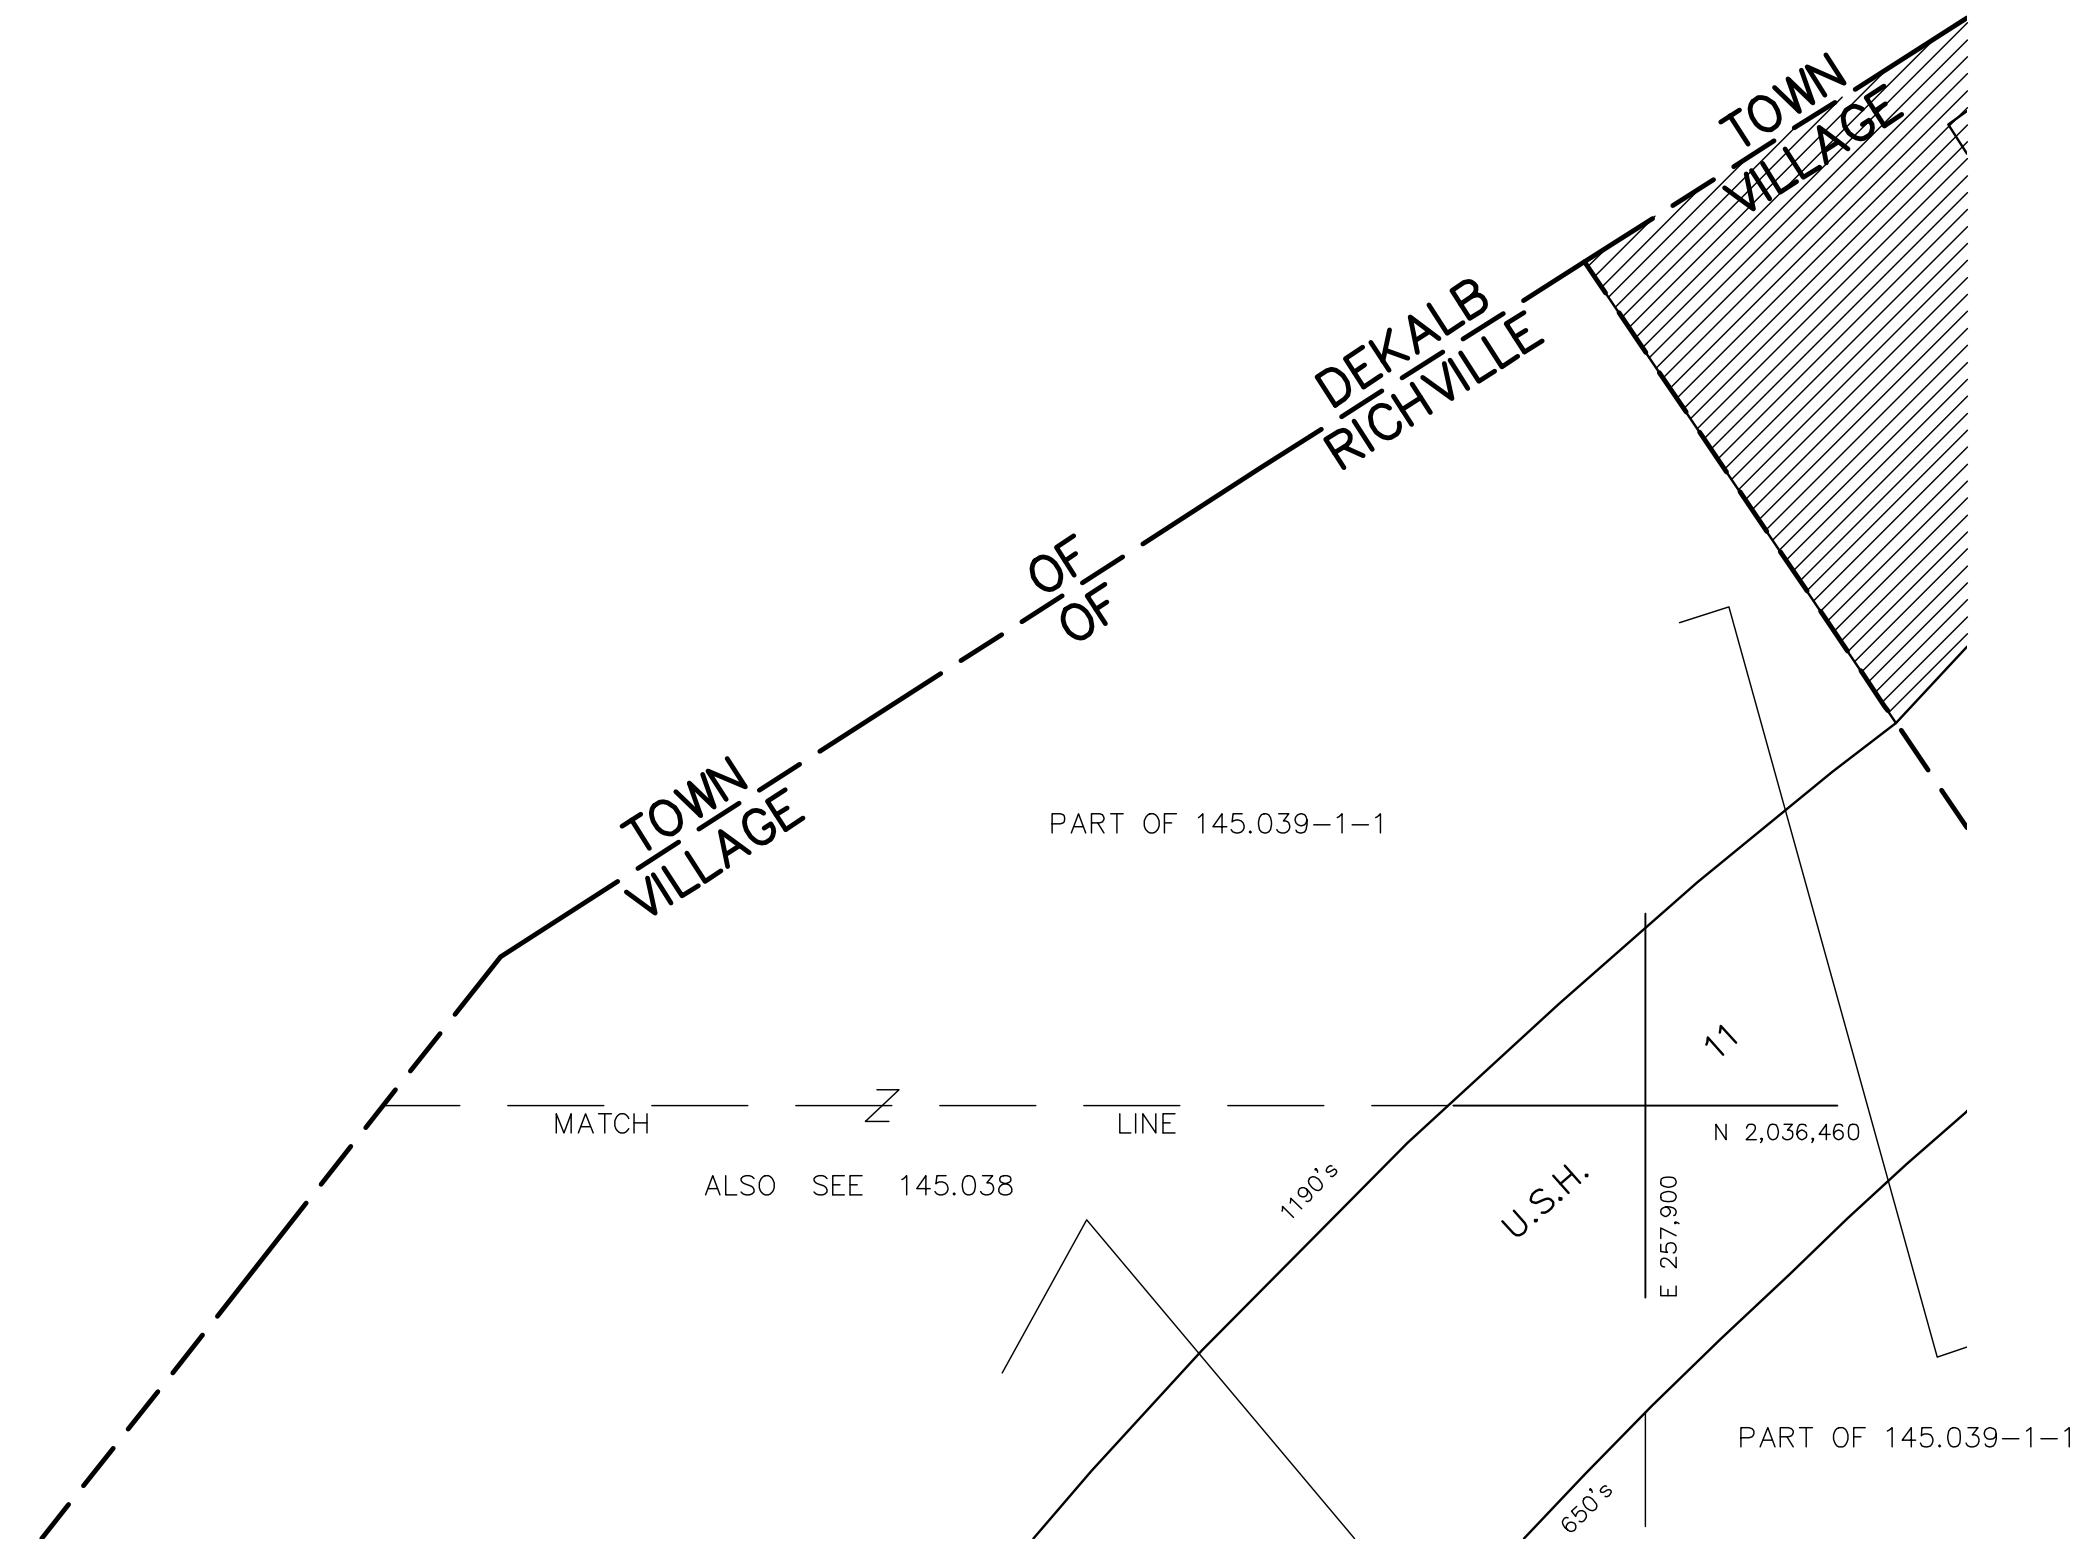 TOWN
VILLAGE
DEKALB
RICHVILLE
OF
OF
TOWN
VILLAGE
PART OF 145.039-1-1
11
MATCH LINE
N 2,036,460
ALSO SEE 145.038
1190's
U.S.H.
E 257,900
PART OF 145.039-1-1
650's